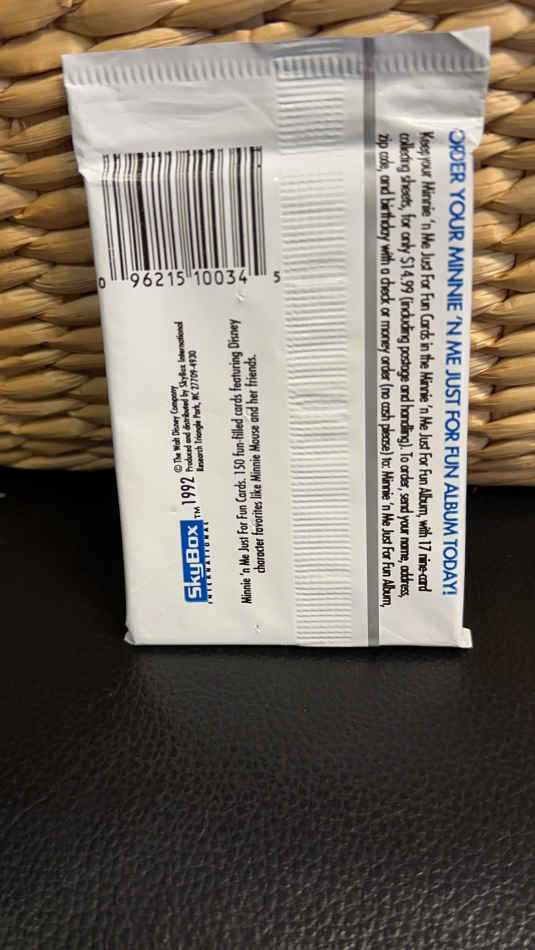 ORDER YOUR MINNIE 'N ME JUST FOR FUN ALBUM TODAY!
Keep your Minnie 'n Me Just For Fun Cards in the Minnie 'n Me Just For Fun Album, with 17 nine-card
collecting sheets, for only $14.99 (including postage and handling). To order, send your name, address,
zip code, and birthday with a check or money order (no cash please) to: Minnie 'n Me Just For Fun Album,
0 96215 10034 5
Minnie 'n Me Just For Fun Cards. 150 fun-filled cards featuring Disney
character favorites like Minnie Mouse and her friends.
SkyBox™
INTERNATIONAL
1992 © The Walt Disney Company
Produced and distributed by SkyBox International
Research Triangle Park, NC 27709-4930